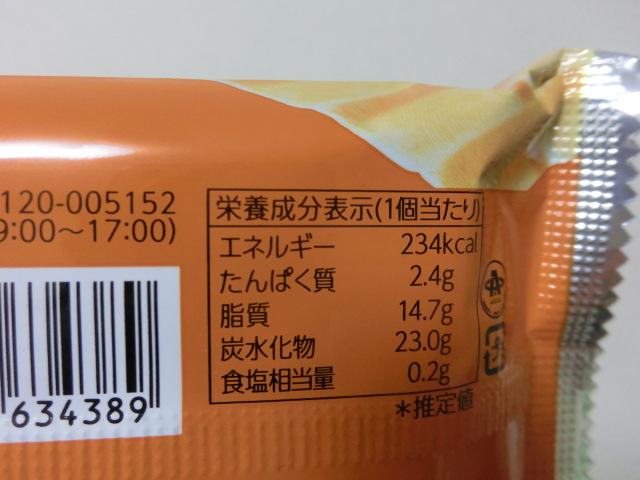 120-005152
9:00～17:00)
栄養成分表示(1個当たり)
エネルギー 234kcal
たんぱく質 2.4g
脂質 14.7g
炭水化物 23.0g
食塩相当量 0.2g
*推定値
634389